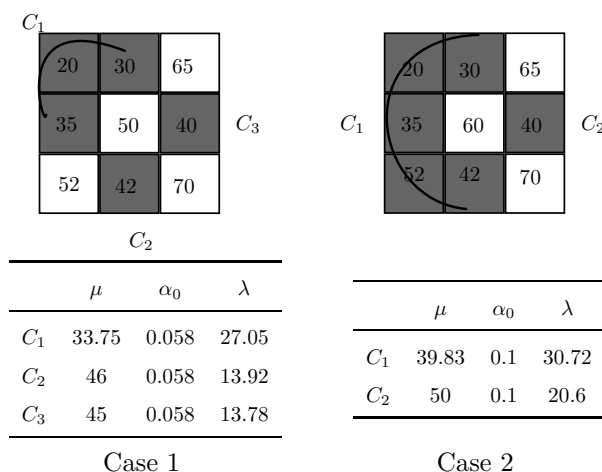 C₁
20 30 65
35 50 40
52 42 70
C₃
C₂
μ α₀ λ
C₁ 33.75 0.058 27.05
C₂ 46 0.058 13.92
C₃ 45 0.058 13.78
Case 1
20 30 65
C₁ 35 60 40 C₂
52 42 70
μ α₀ λ
C₁ 39.83 0.1 30.72
C₂ 50 0.1 20.6
Case 2